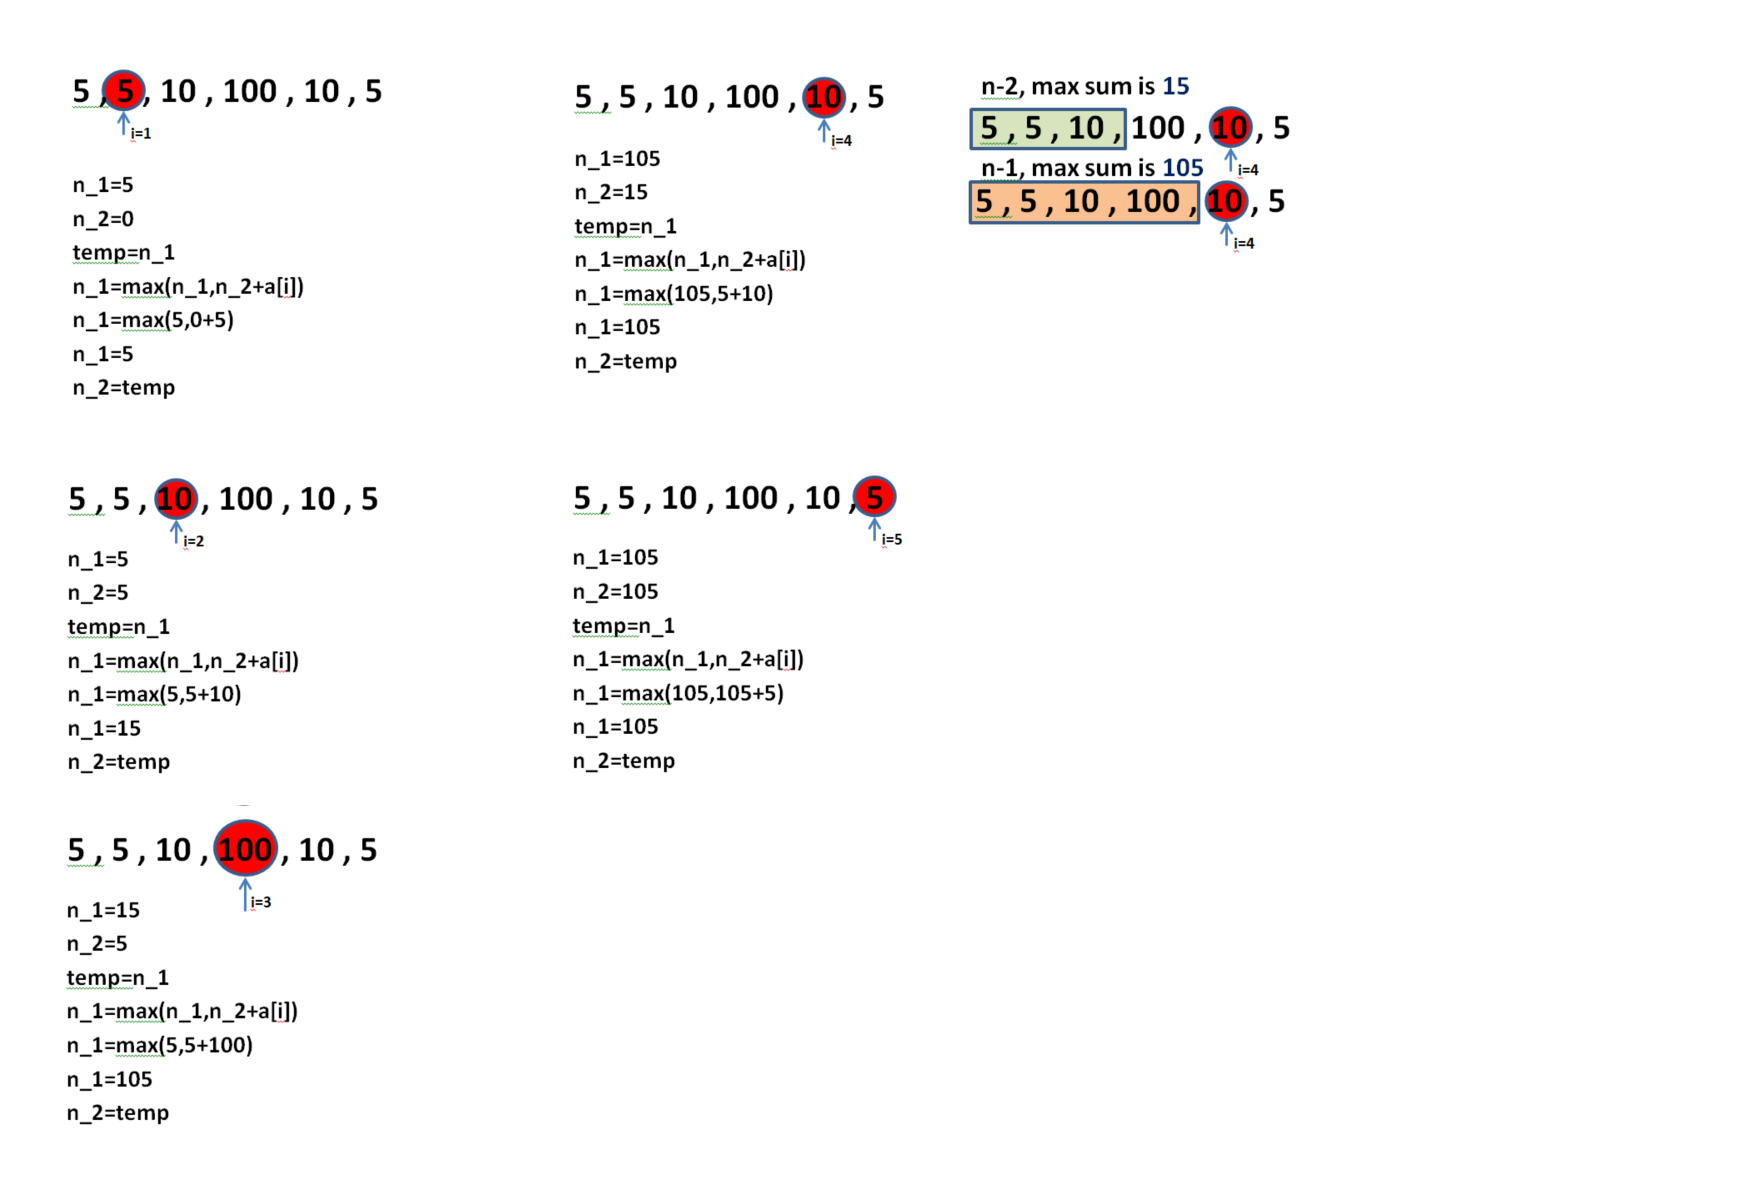 5 , 5 , 10 , 100 , 10 , 5
i=1
n_1=5
n_2=0
temp=n_1
n_1=max(n_1,n_2+a[i])
n_1=max(5,0+5)
n_1=5
n_2=temp
5 , 5 , 10 , 100 , 10 , 5
i=2
n_1=5
n_2=5
temp=n_1
n_1=max(n_1,n_2+a[i])
n_1=max(5,5+10)
n_1=15
n_2=temp
5 , 5 , 10 , 100 , 10 , 5
i=3
n_1=15
n_2=5
temp=n_1
n_1=max(n_1,n_2+a[i])
n_1=max(5,5+100)
n_1=105
n_2=temp
5 , 5 , 10 , 100 , 10 , 5
i=4
n_1=105
n_2=15
temp=n_1
n_1=max(n_1,n_2+a[i])
n_1=max(105,5+10)
n_1=105
n_2=temp
5 , 5 , 10 , 100 , 10 , 5
i=5
n_1=105
n_2=105
temp=n_1
n_1=max(n_1,n_2+a[i])
n_1=max(105,105+5)
n_1=105
n_2=temp
n-2, max sum is 15
5 , 5 , 10 , 100 , 10 , 5
i=4
n-1, max sum is 105
5 , 5 , 10 , 100 , 10 , 5
i=4